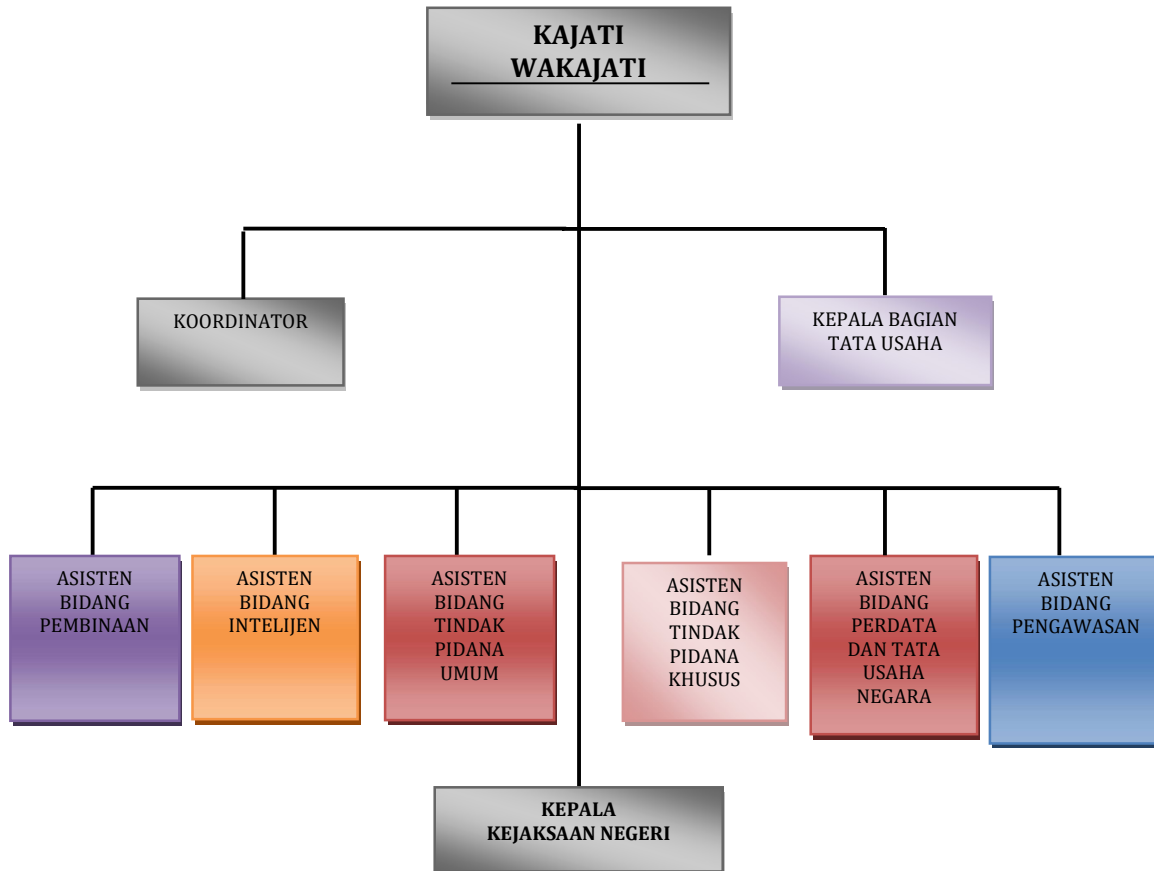 KAJATI
WAKAJATI
KOORDINATOR
KEPALA BAGIAN
TATA USAHA
ASISTEN
BIDANG
PEMBINAAN
ASISTEN
BIDANG
INTELIJEN
ASISTEN
BIDANG
TINDAK
PIDANA
UMUM
ASISTEN
BIDANG
TINDAK
PIDANA
KHUSUS
ASISTEN
BIDANG
PERDATA
DAN TATA
USAHA
NEGARA
ASISTEN
BIDANG
PENGAWASAN
KEPALA
KEJAKSAAN NEGERI